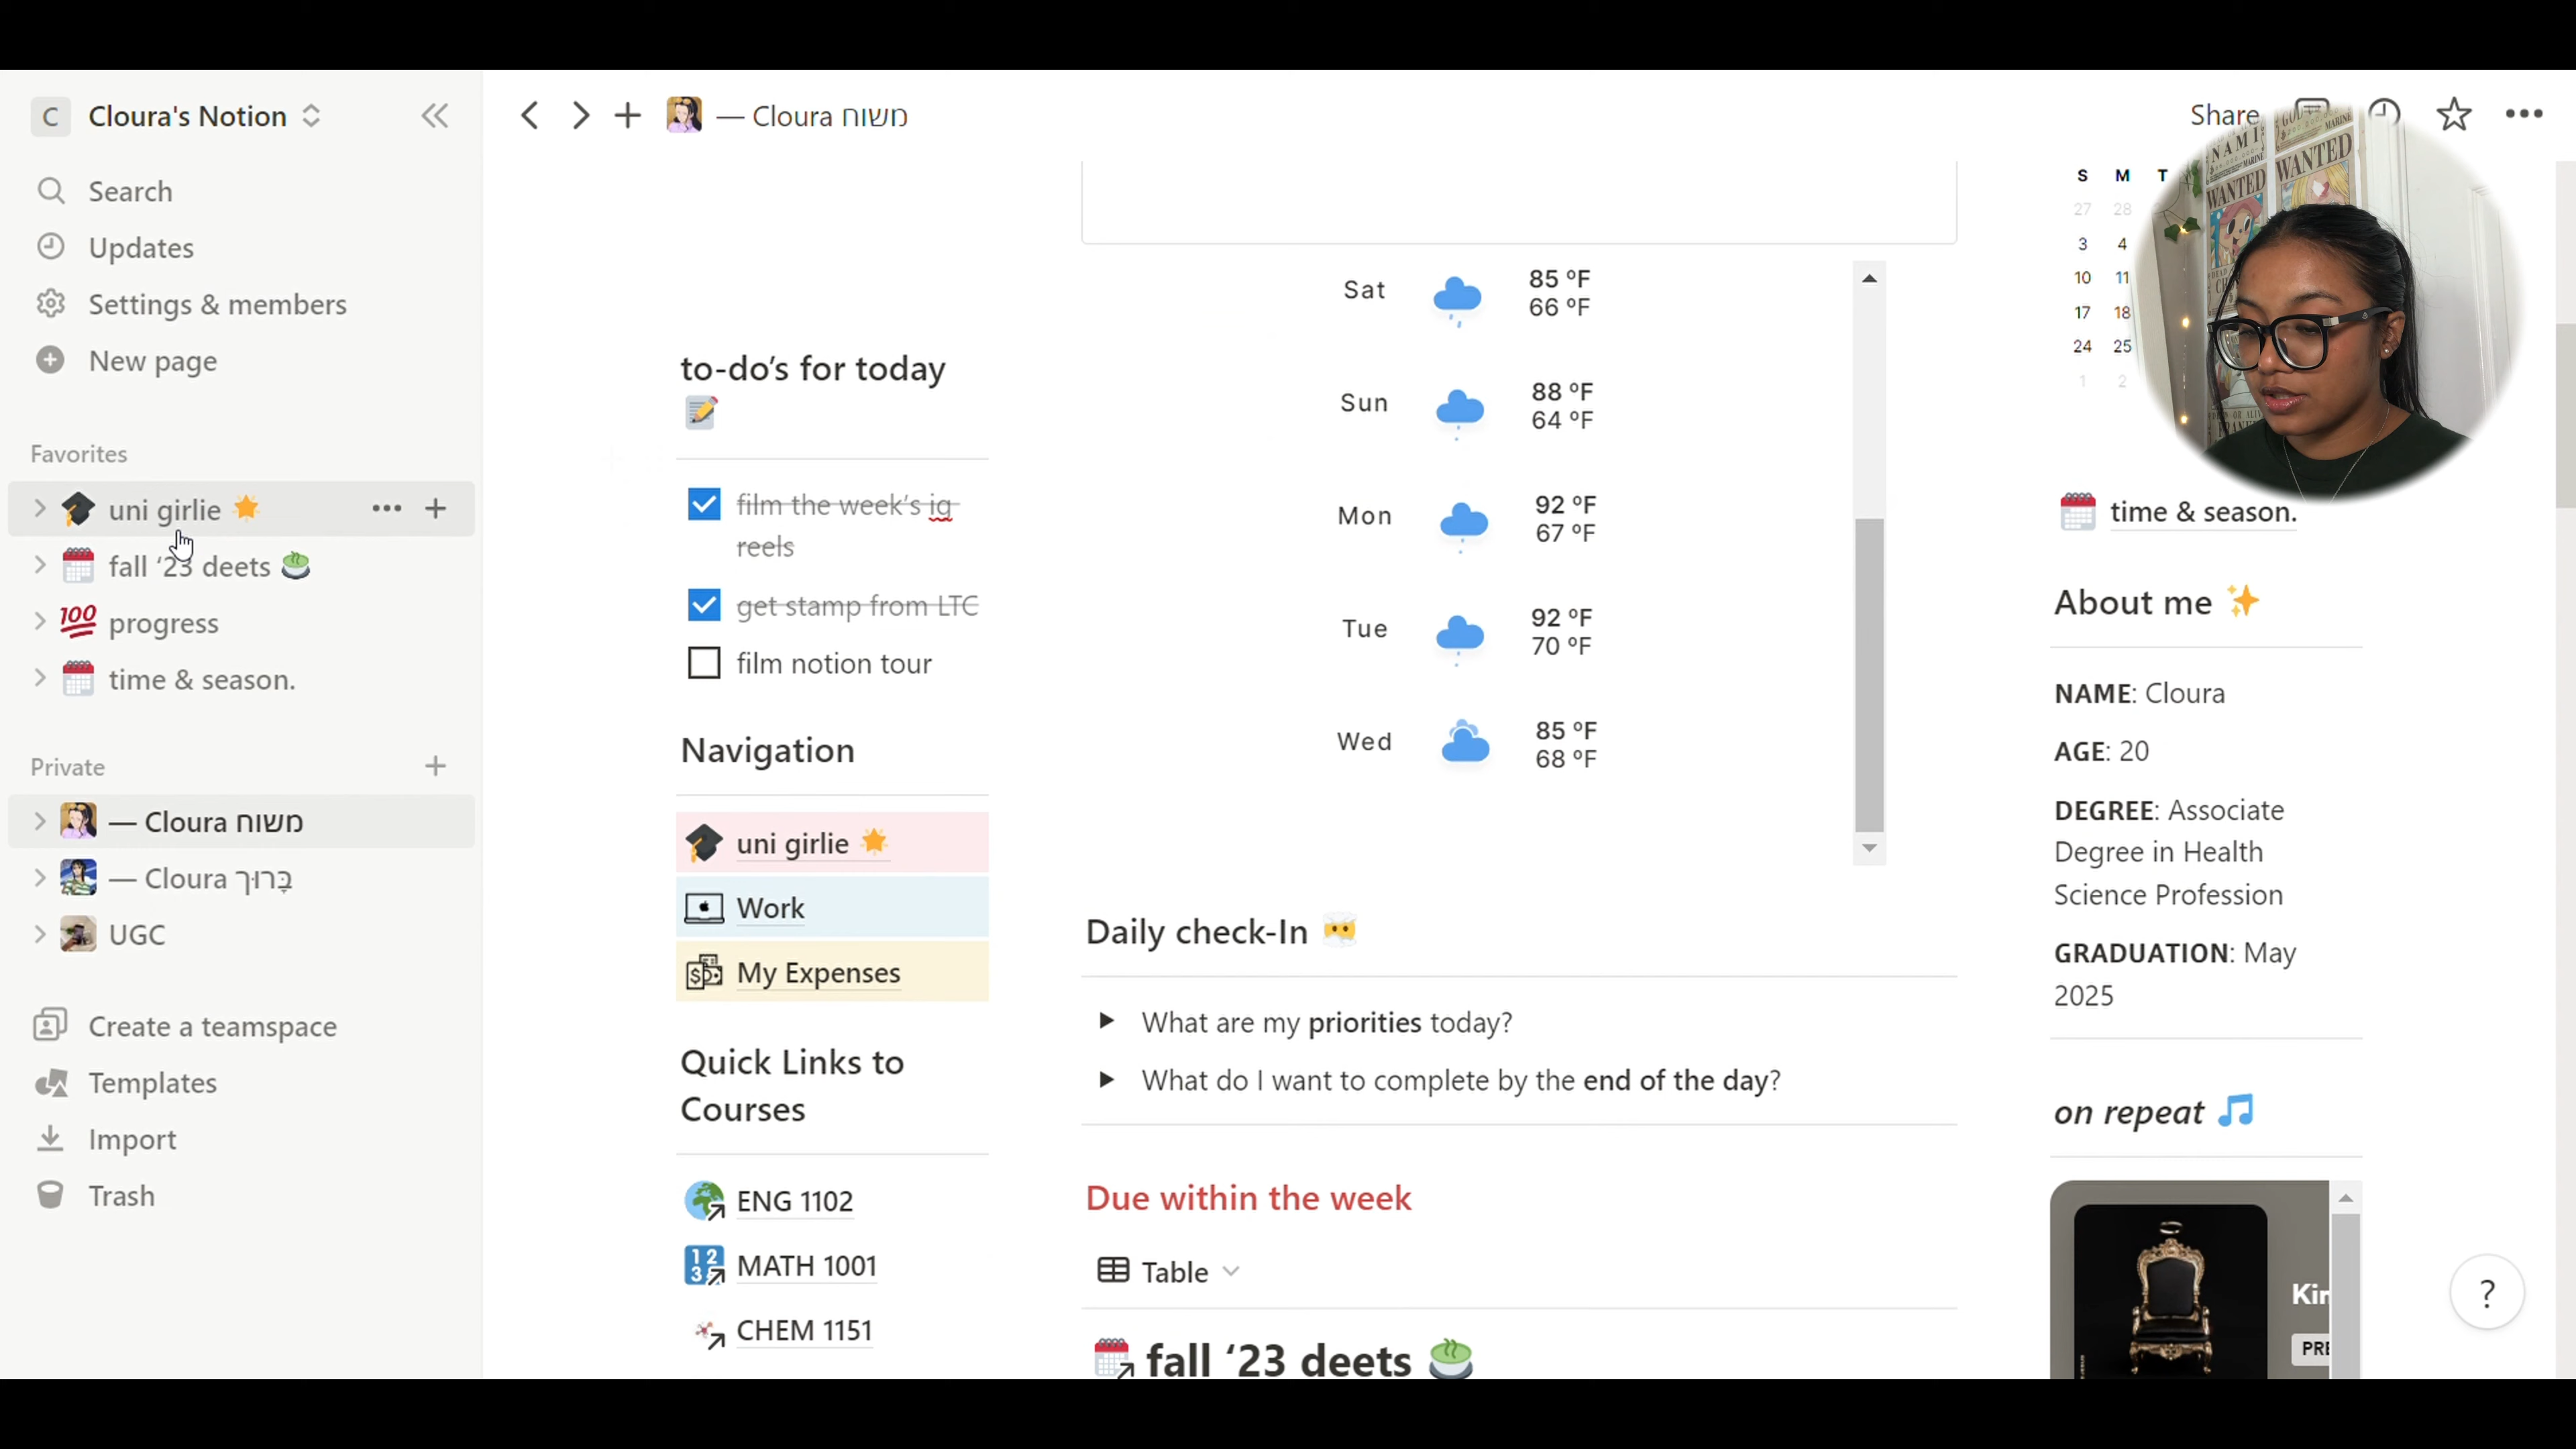 C Cloura's Notion
Search
Updates
Settings & members
New page
Favorites
uni girlie
fall ‘23 deets
progress
time & season.
Private
— Cloura משוח
— Cloura בָּרוּךְ
UGC
Create a teamspace
Templates
Import
Trash
— Cloura משוח
Share
to-do’s for today
film the week’s ig
reels
get stamp from LTC
film notion tour
Navigation
uni girlie
Work
My Expenses
Quick Links to
Courses
ENG 1102
MATH 1001
CHEM 1151
Sat 85 °F
66 °F
Sun 88 °F
64 °F
Mon 92 °F
67 °F
Tue 92 °F
70 °F
Wed 85 °F
68 °F
Daily check-In
What are my priorities today?
What do I want to complete by the end of the day?
Due within the week
Table
fall ‘23 deets
S M T
27 28
3 4
10 11
17 18
24 25
1 2
NAMI
MARINE
WANTED
WANTED
time & season.
About me
NAME: Cloura
AGE: 20
DEGREE: Associate
Degree in Health
Science Profession
GRADUATION: May
2025
on repeat
Kin
PRE
?